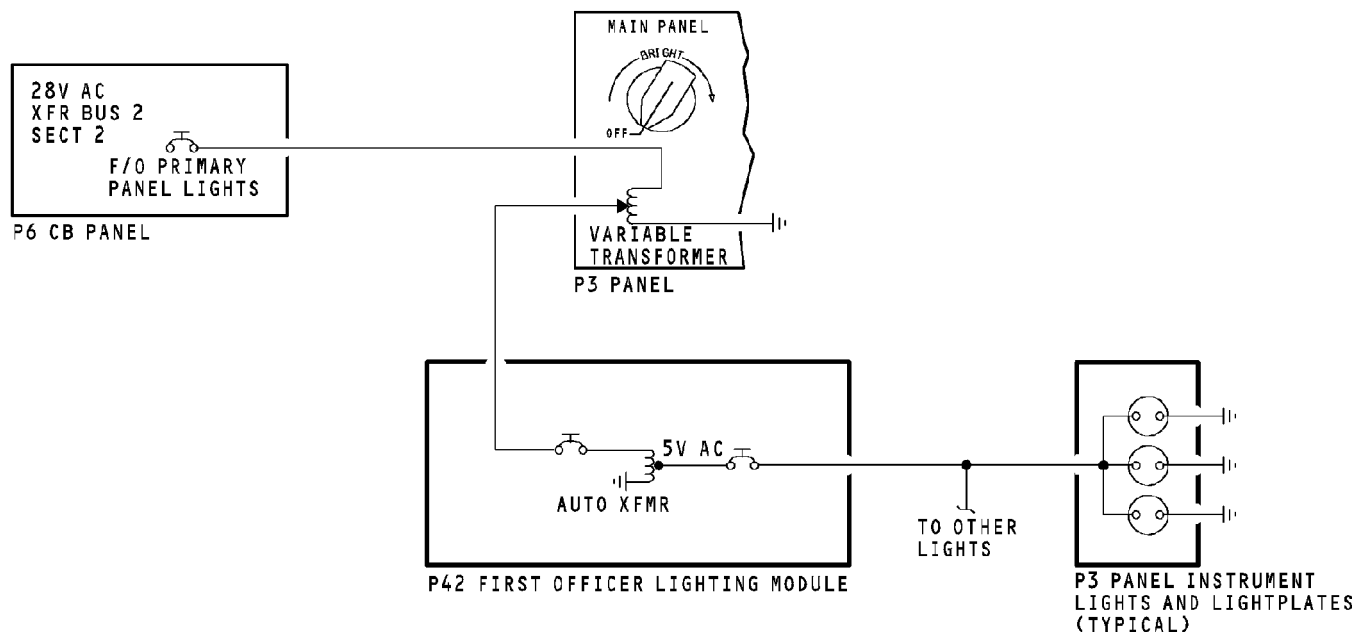 MAIN PANEL
BRIGHT
OFF
28V AC
XFR BUS 2
SECT 2
F/O PRIMARY
PANEL LIGHTS
P6 CB PANEL
VARIABLE
TRANSFORMER
P3 PANEL
5V AC
AUTO XFMR
TO OTHER
LIGHTS
P42 FIRST OFFICER LIGHTING MODULE
P3 PANEL INSTRUMENT
LIGHTS AND LIGHTPLATES
(TYPICAL)